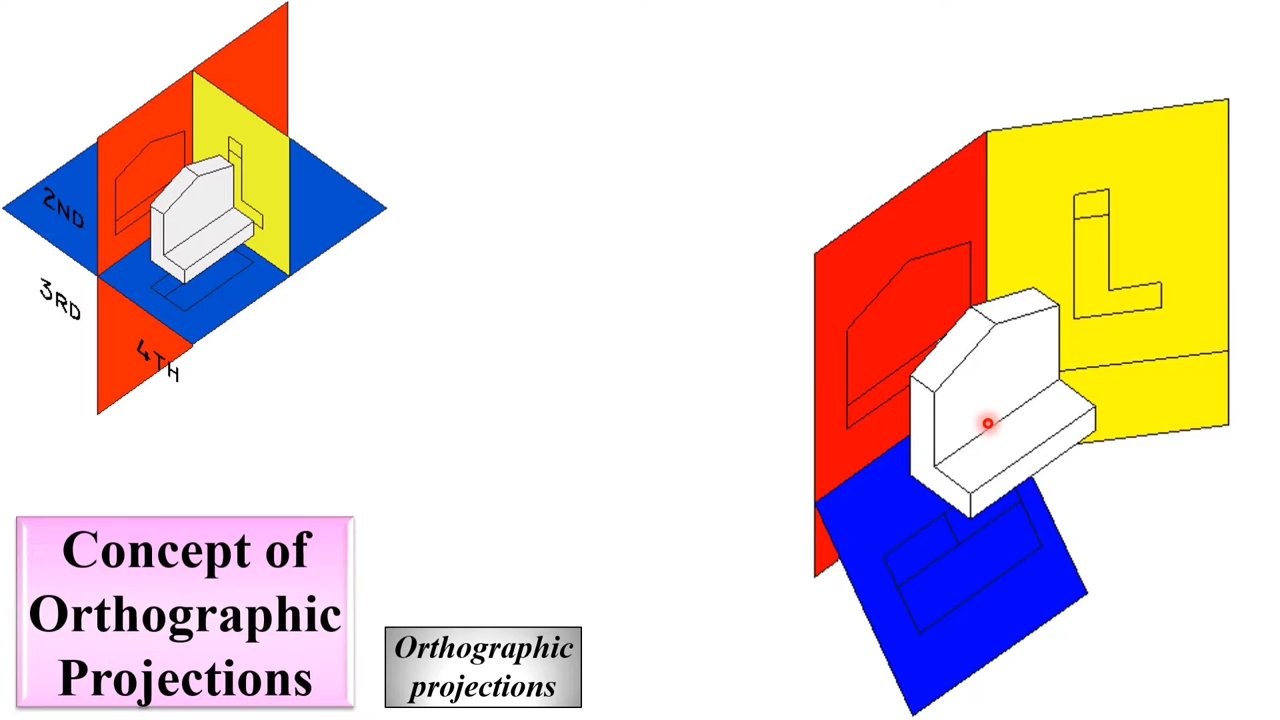 2ND
3RD
4TH
Concept of
Orthographic
Projections
Orthographic
projections